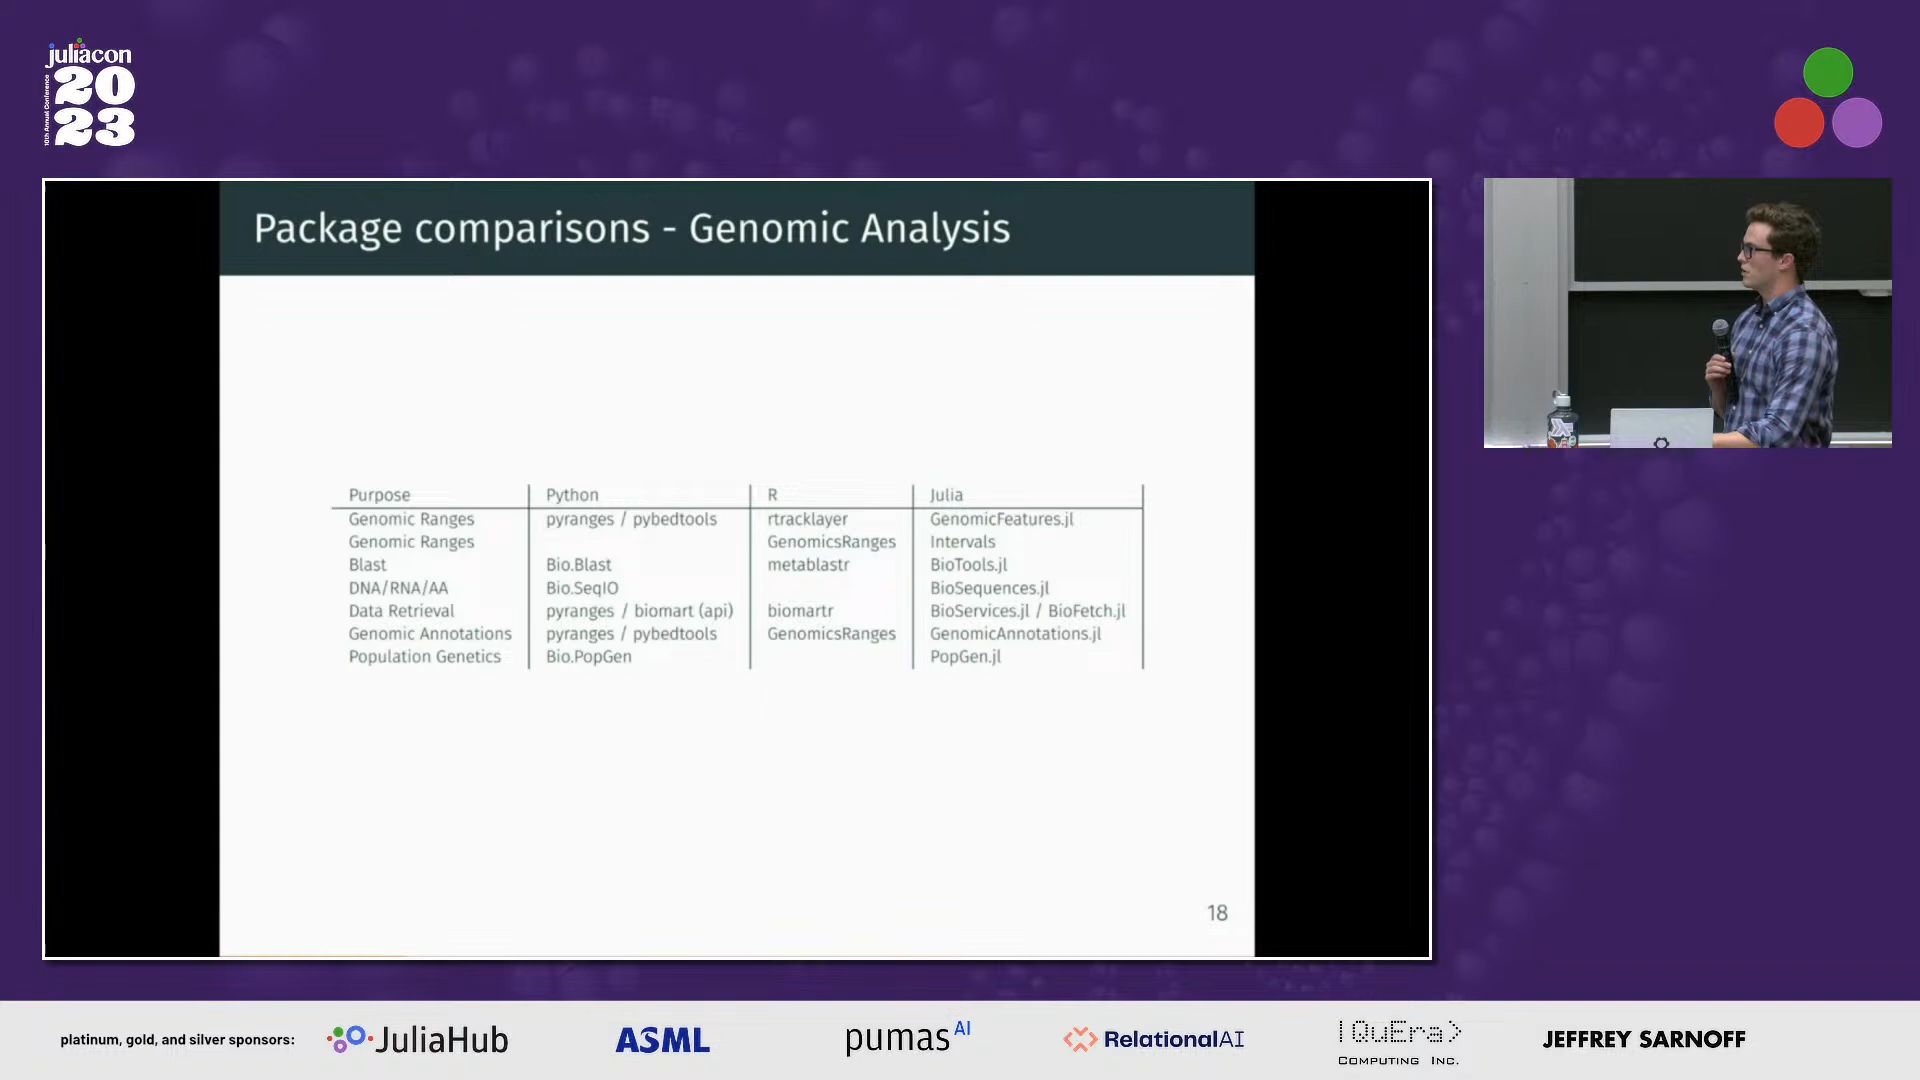 juliacon
10th Annual Conference
20
23
Package comparisons - Genomic Analysis
Purpose Python R Julia
Genomic Ranges pyranges / pybedtools rtracklayer GenomicFeatures.jl
Genomic Ranges GenomicsRanges Intervals
Blast Bio.Blast metablastr BioTools.jl
DNA/RNA/AA Bio.SeqIO BioSequences.jl
Data Retrieval pyranges / biomart (api) biomartr BioServices.jl / BioFetch.jl
Genomic Annotations pyranges / pybedtools GenomicsRanges GenomicAnnotations.jl
Population Genetics Bio.PopGen PopGen.jl
18
platinum, gold, and silver sponsors:
JuliaHub
ASML
pumasAI
RelationalAI
|QuEra>
COMPUTING INC.
JEFFREY SARNOFF